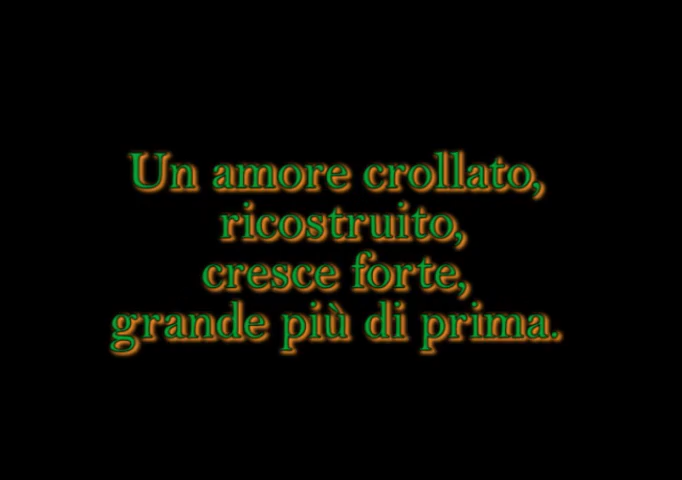 Un amore crollato,
ricostruito,
cresce forte,
grande più di prima.